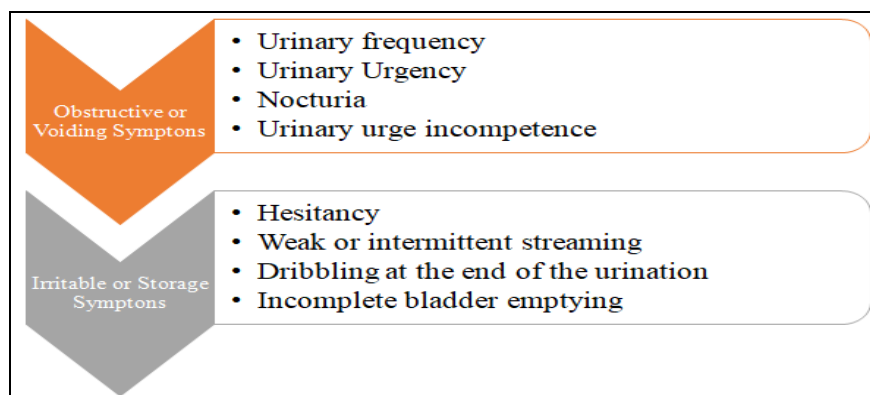 Obstructive or
Voiding Symptons
• Urinary frequency
• Urinary Urgency
• Nocturia
• Urinary urge incompetence
Irritable or Storage
Symptons
• Hesitancy
• Weak or intermittent streaming
• Dribbling at the end of the urination
• Incomplete bladder emptying